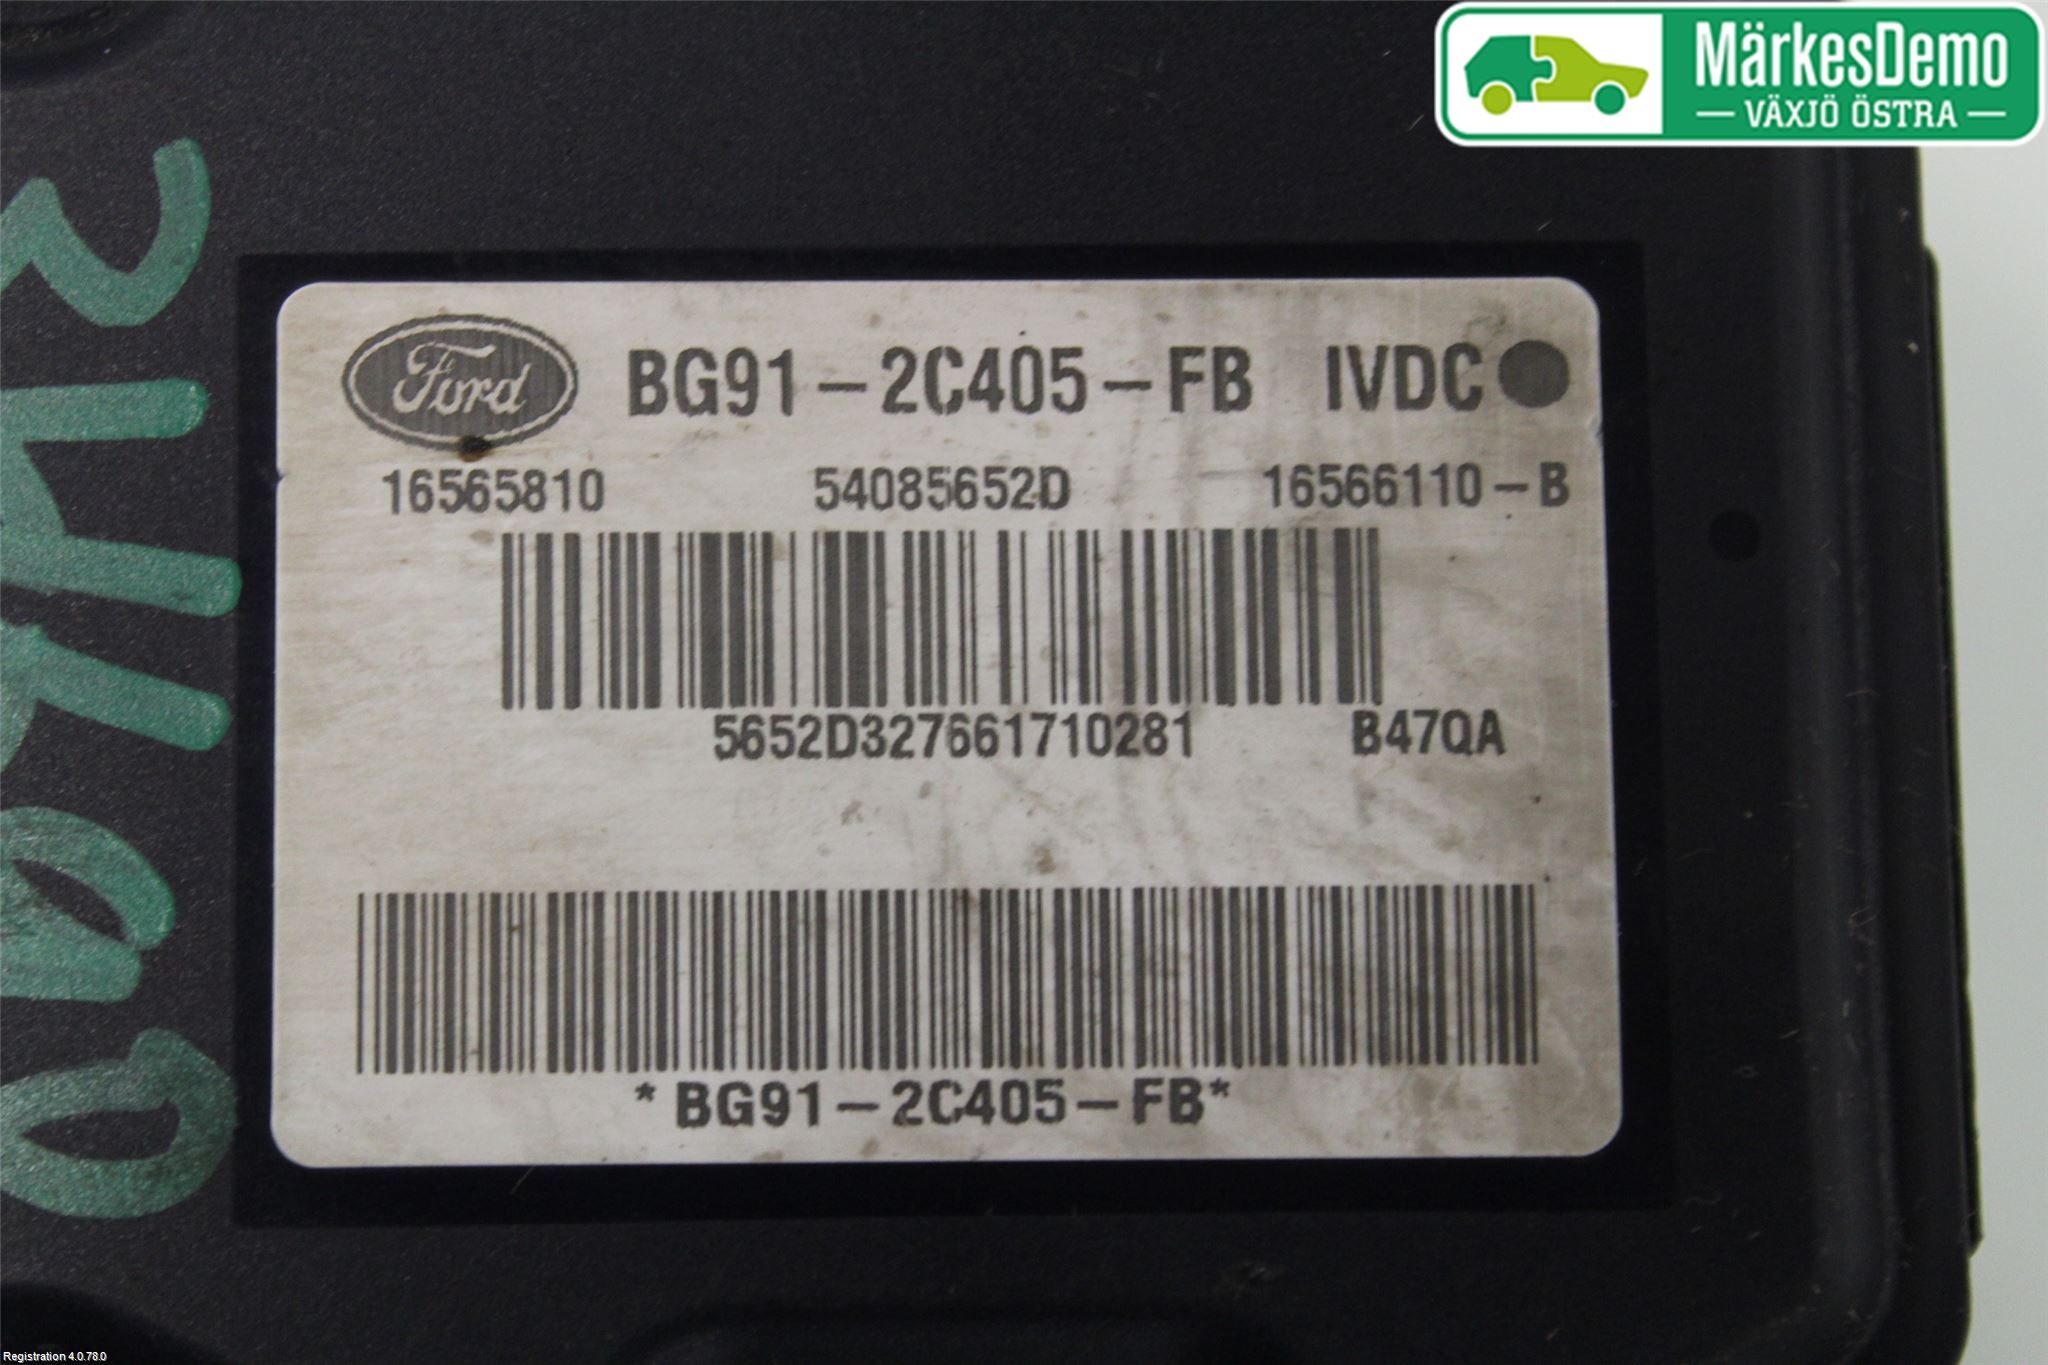 MärkesDemo
— VÄXJÖ ÖSTRA —
Ford BG91-2C405-FB IVDC
16565810 54085652D 16566110-B
5652D327661710281 B47QA
*BG91-2C405-FB*
Registration 4.0.78.0